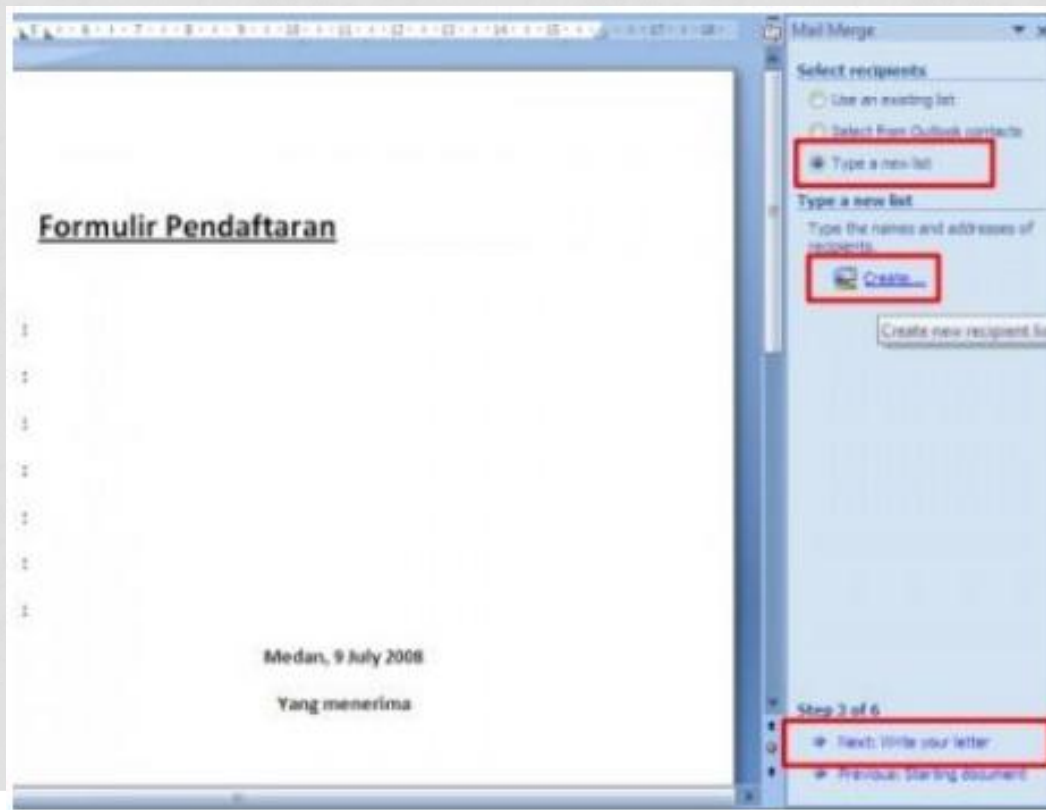 Mail Merge
Select recipients
Use an existing list
Select from Outlook contacts
Type a new list
Type a new list
Type the names and addresses of
recipients.
Create...
Create new recipient
Formulir Pendaftaran
:
:
:
:
:
:
:
Medan, 9 July 2008
Yang menerima
Step 3 of 6
Next: Write your letter
Previous: Starting document